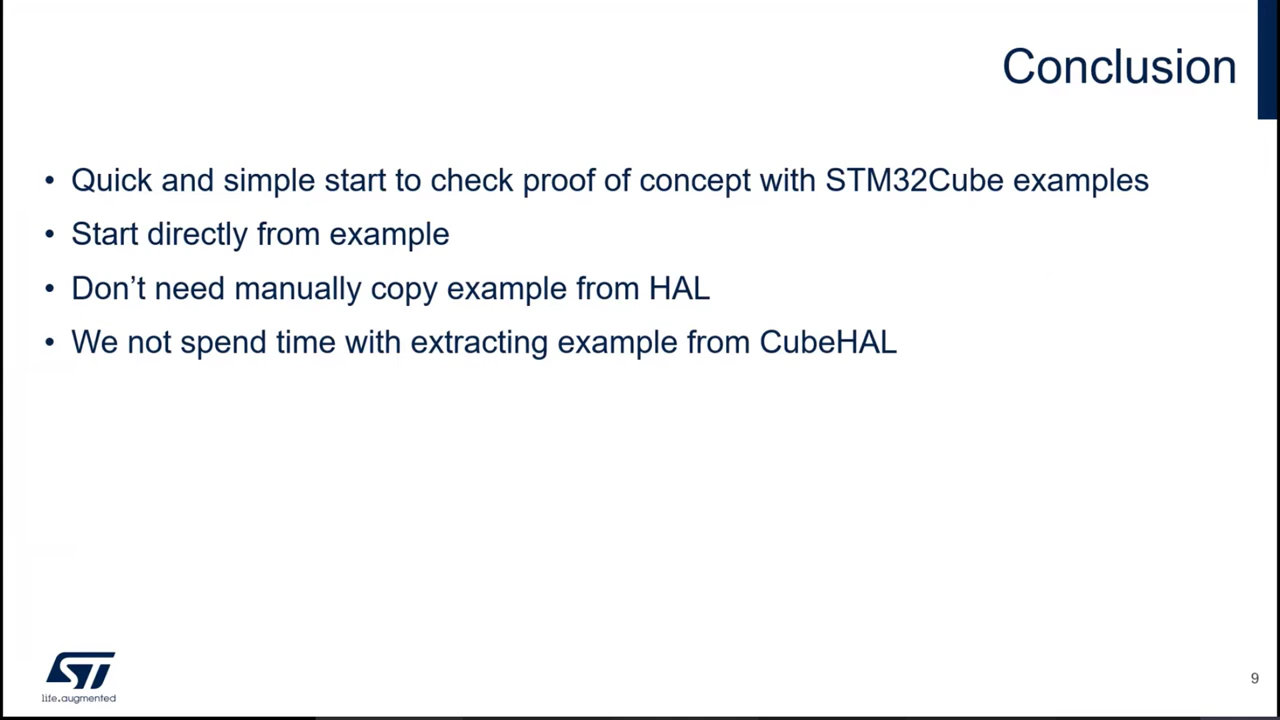 Conclusion
• Quick and simple start to check proof of concept with STM32Cube examples
• Start directly from example
• Don’t need manually copy example from HAL
• We not spend time with extracting example from CubeHAL
ST
life.augmented
9